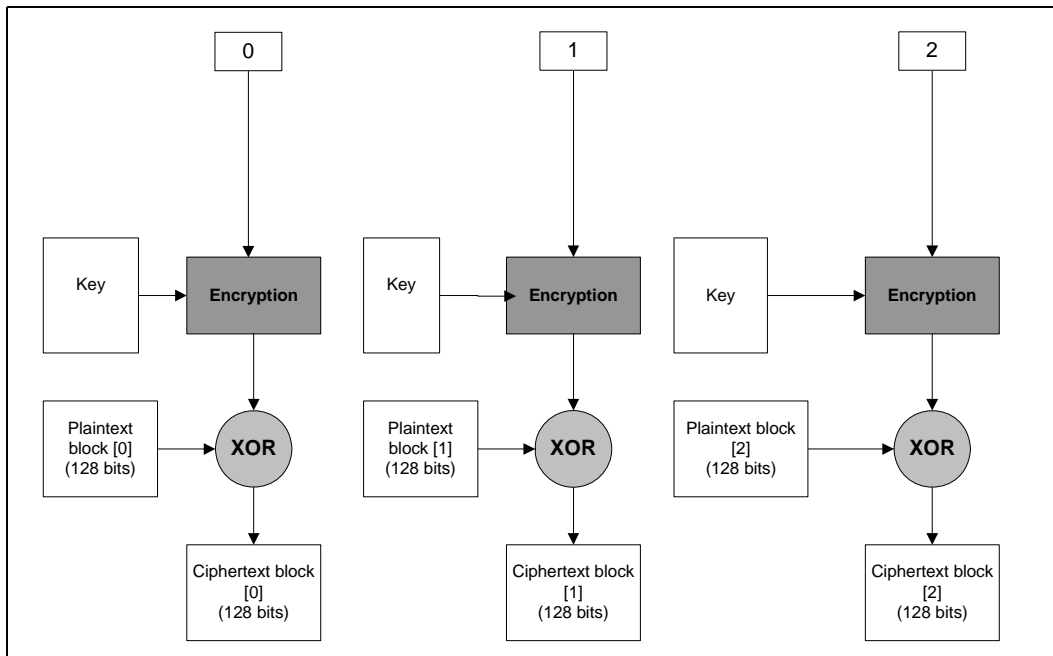 0
1
2
Key
Encryption
Key
Encryption
Key
Encryption
Plaintext
block [0]
(128 bits)
XOR
Plaintext
block [1]
(128 bits)
XOR
Plaintext block
[2]
(128 bits)
XOR
Ciphertext block
[0]
(128 bits)
Ciphertext block
[1]
(128 bits)
Ciphertext block
[2]
(128 bits)